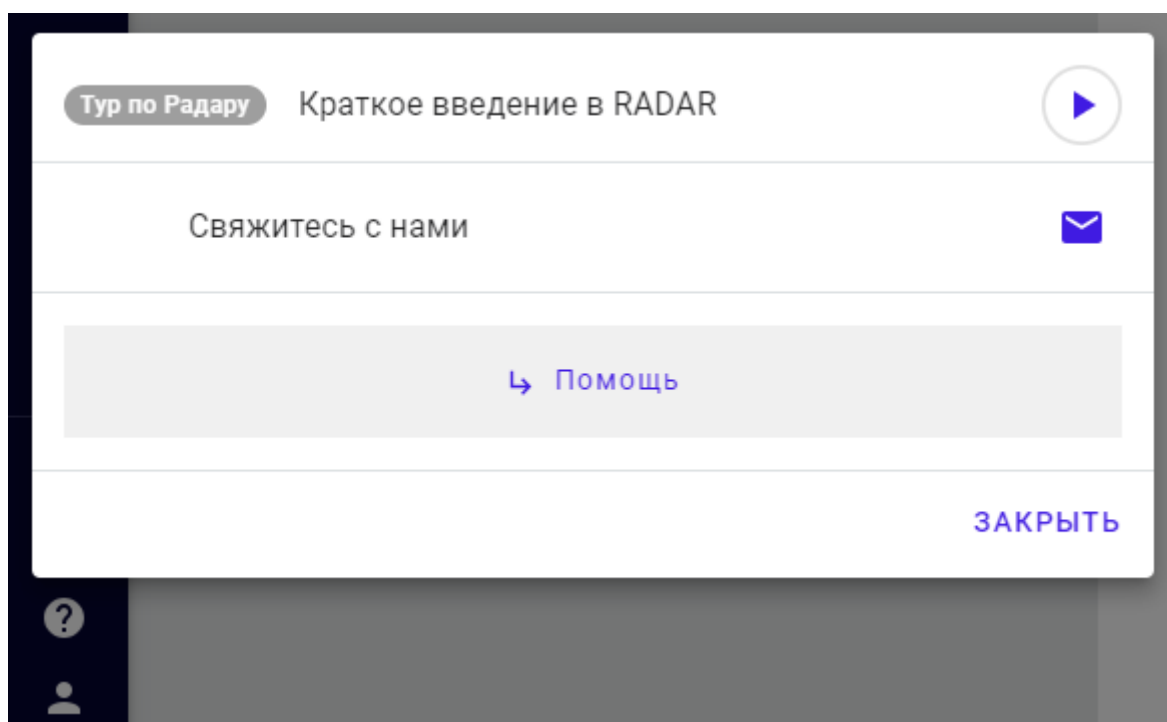 Тур по Радару Краткое введение в RADAR
Свяжитесь с нами
Помощь
ЗАКРЫТЬ